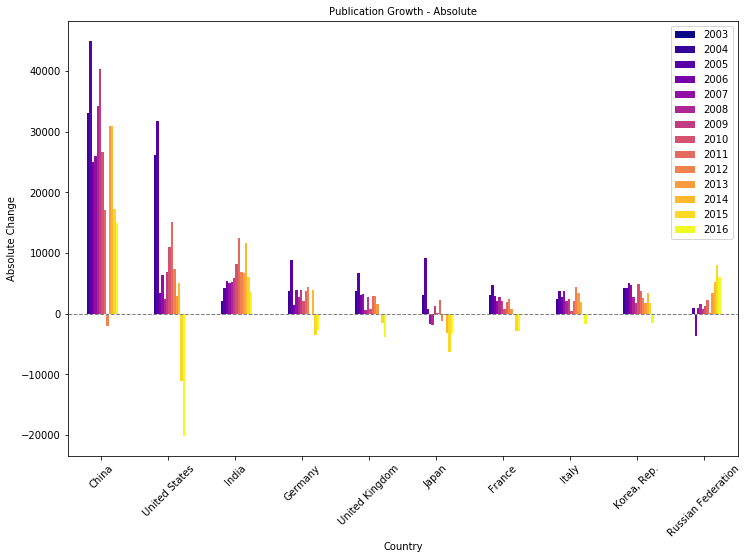 Publication Growth - Absolute
2003
2004
2005
2006
2007
2008
2009
2010
2011
2012
2013
2014
2015
2016
40000
30000
20000
10000
0
−10000
−20000
Absolute Change
China
United States
India
Germany
United Kingdom
Japan
France
Italy
Korea, Rep.
Russian Federation
Country